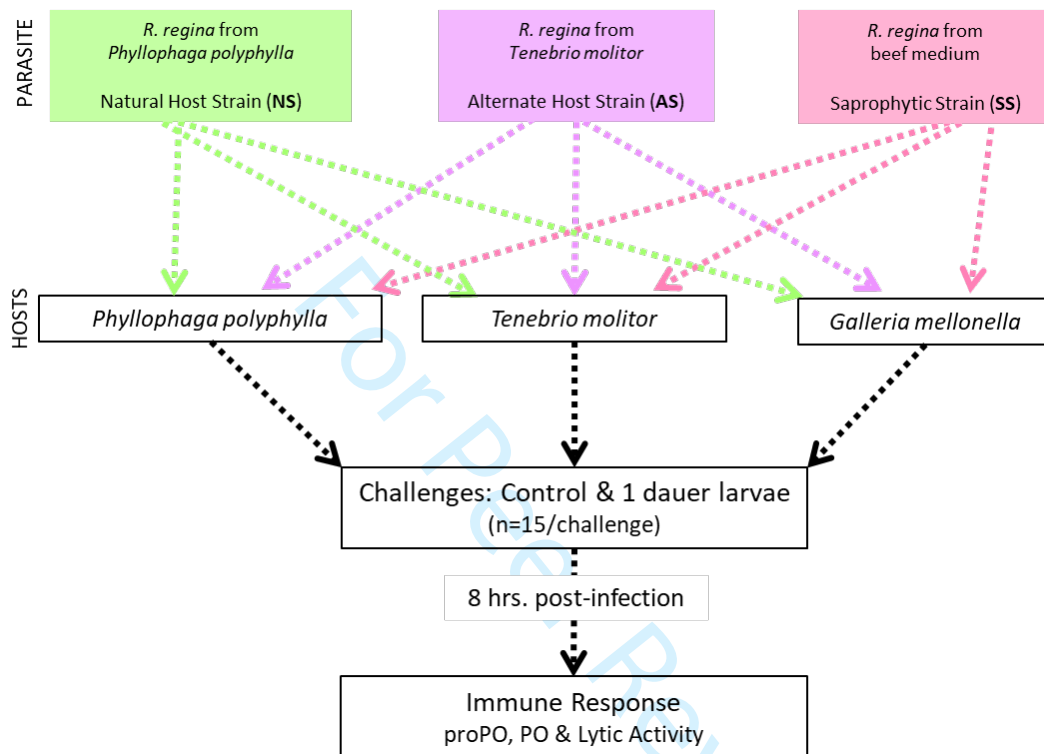 PARASITE
R. regina from
Phyllophaga polyphylla
Natural Host Strain (NS)
R. regina from
Tenebrio molitor
Alternate Host Strain (AS)
R. regina from
beef medium
Saprophytic Strain (SS)
HOSTS
Phyllophaga polyphylla
Tenebrio molitor
Galleria mellonella
Challenges: Control & 1 dauer larvae
(n=15/challenge)
8 hrs. post-infection
Immune Response
proPO, PO & Lytic Activity
For Peer Rev